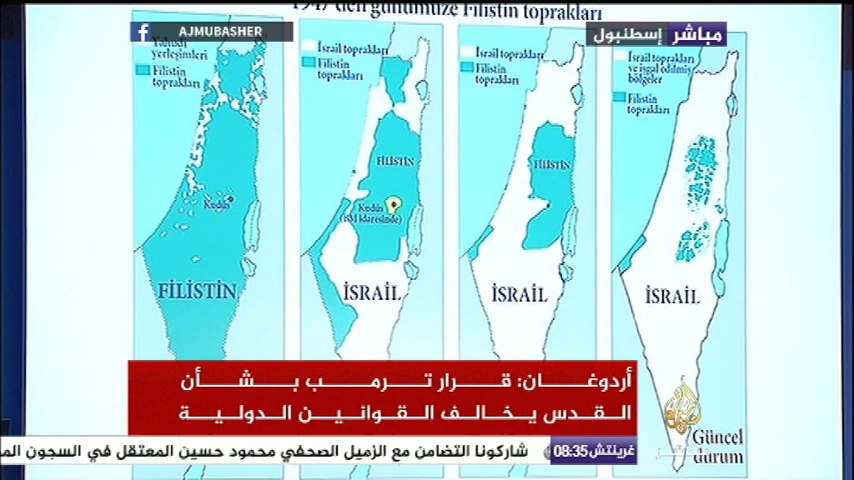 1947'den günümüze Filistin toprakları
AJMUBASHER
إسطنبول مباشر
Yahudi
yerleşimleri
Filistin
toprakları
Kudüs
FİLİSTİN
İsrail toprakları
Filistin
toprakları
FİLİSTİN
Kudüs
(BM idaresinde)
İSRAİL
İsrail toprakları
Filistin
toprakları
FİLİSTİN
İSRAİL
İsrail toprakları
ve işgal edilmiş
bölgeler
Filistin
toprakları
İSRAİL
Güncel
durum
أردوغان: قرار ترمب بشأن
القدس يخالف القوانين الدولية
غرينتش 08:35
شاركونا التضامن مع الزميل الصحفي محمود حسين المعتقل في السجون